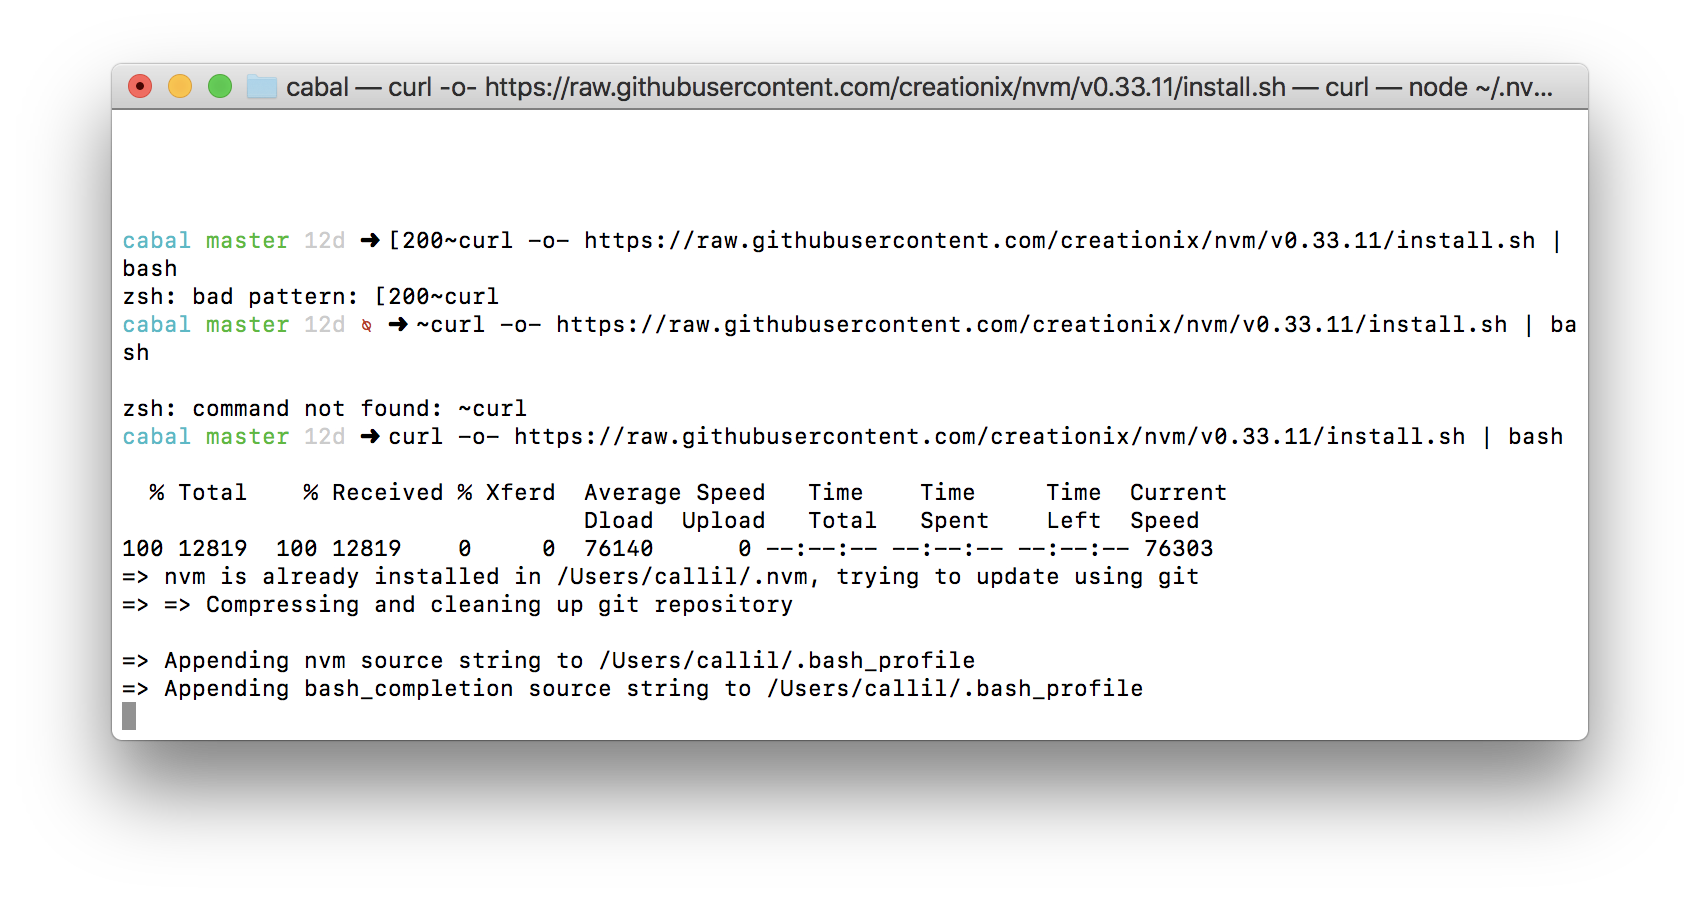 cabal — curl -o- https://raw.githubusercontent.com/creationix/nvm/v0.33.11/install.sh — curl — node ~/.nv...
cabal master 12d ➜ [200~curl -o- https://raw.githubusercontent.com/creationix/nvm/v0.33.11/install.sh |
bash
zsh: bad pattern: [200~curl
cabal master 12d ⦰ ➜ ~curl -o- https://raw.githubusercontent.com/creationix/nvm/v0.33.11/install.sh | ba
sh
zsh: command not found: ~curl
cabal master 12d ➜ curl -o- https://raw.githubusercontent.com/creationix/nvm/v0.33.11/install.sh | bash
% Total    % Received % Xferd  Average Speed   Time    Time     Time  Current
Dload  Upload   Total   Spent    Left  Speed
100 12819  100 12819    0     0  76140      0 --:--:-- --:--:-- --:--:-- 76303
=> nvm is already installed in /Users/callil/.nvm, trying to update using git
=> => Compressing and cleaning up git repository
=> Appending nvm source string to /Users/callil/.bash_profile
=> Appending bash_completion source string to /Users/callil/.bash_profile